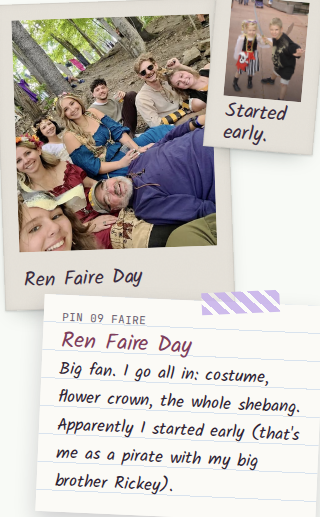 Started
early.
Ren Faire Day
PIN 09 FAIRE
Ren Faire Day
Big fan. I go all in: costume,
flower crown, the whole shebang.
Apparently I started early (that's
me as a pirate with my big
brother Rickey).